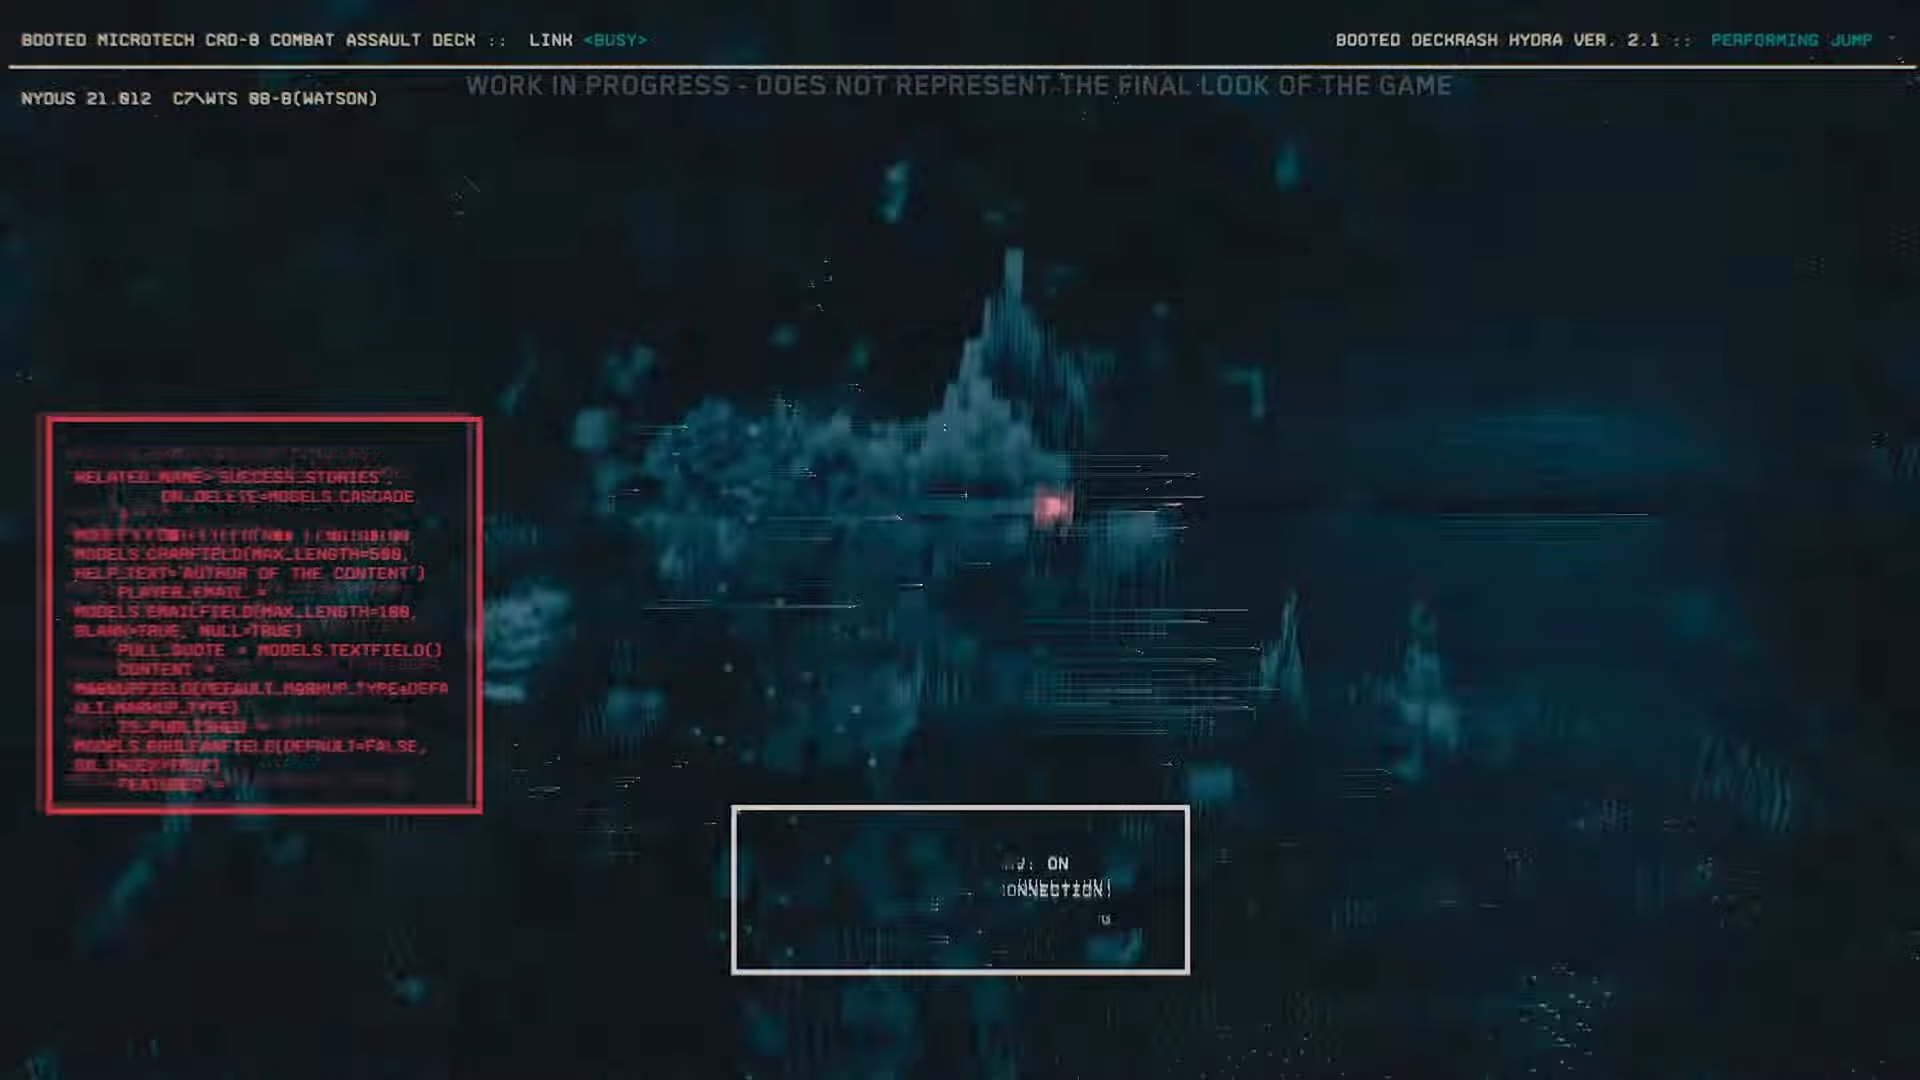 BOOTED MICROTECH CRD-8 COMBAT ASSAULT DECK :: LINK <BUSY>
BOOTED DECKRASH HYDRA VER. 2.1 :: PERFORMING JUMP
WORK IN PROGRESS - DOES NOT REPRESENT THE FINAL LOOK OF THE GAME
NYDUS 21.012 C7\WTS 08-8(WATSON)
RELATED_NAME='SUCCESS_STORIES',
ON_DELETE=MODELS.CASCADE,
MODELS.CHARFIELD(MAX_LENGTH=500,
HELP_TEXT='AUTHOR OF THE CONTENT')
PLAYER_EMAIL =
MODELS.EMAILFIELD(MAX_LENGTH=100,
BLANK=TRUE, NULL=TRUE)
PULL_QUOTE = MODELS.TEXTFIELD()
CONTENT =
MARKUPFIELD(DEFAULT_MARKUP_TYPE=DEFA
ULT_MARKUP_TYPE)
IS_PUBLISHED =
MODELS.BOOLEANFIELD(DEFAULT=FALSE,
DB_INDEX=TRUE)
FEATURED =
: ON
ONNECTION!